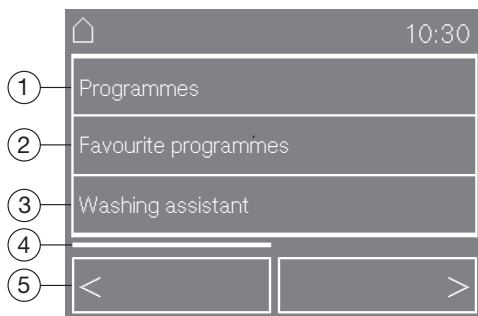 10:30
1 Programmes
2 Favourite programmes
3 Washing assistant
4
5 < >